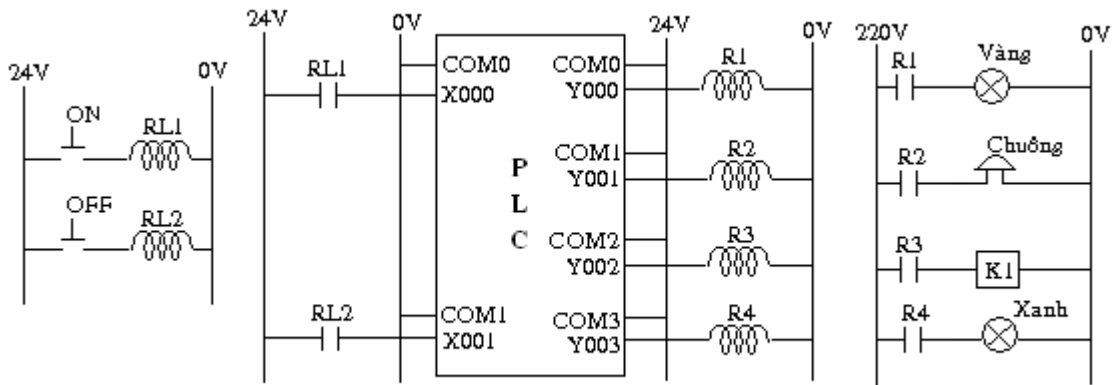 24V
0V
ON
RL1
OFF
RL2
24V
0V
RL1
RL2
COM0
X000
COM1
X001
P
L
C
COM0
Y000
COM1
Y001
COM2
Y002
COM3
Y003
24V
0V
R1
R2
R3
R4
220V
0V
R1
Vàng
R2
Chuông
R3
K1
R4
Xanh